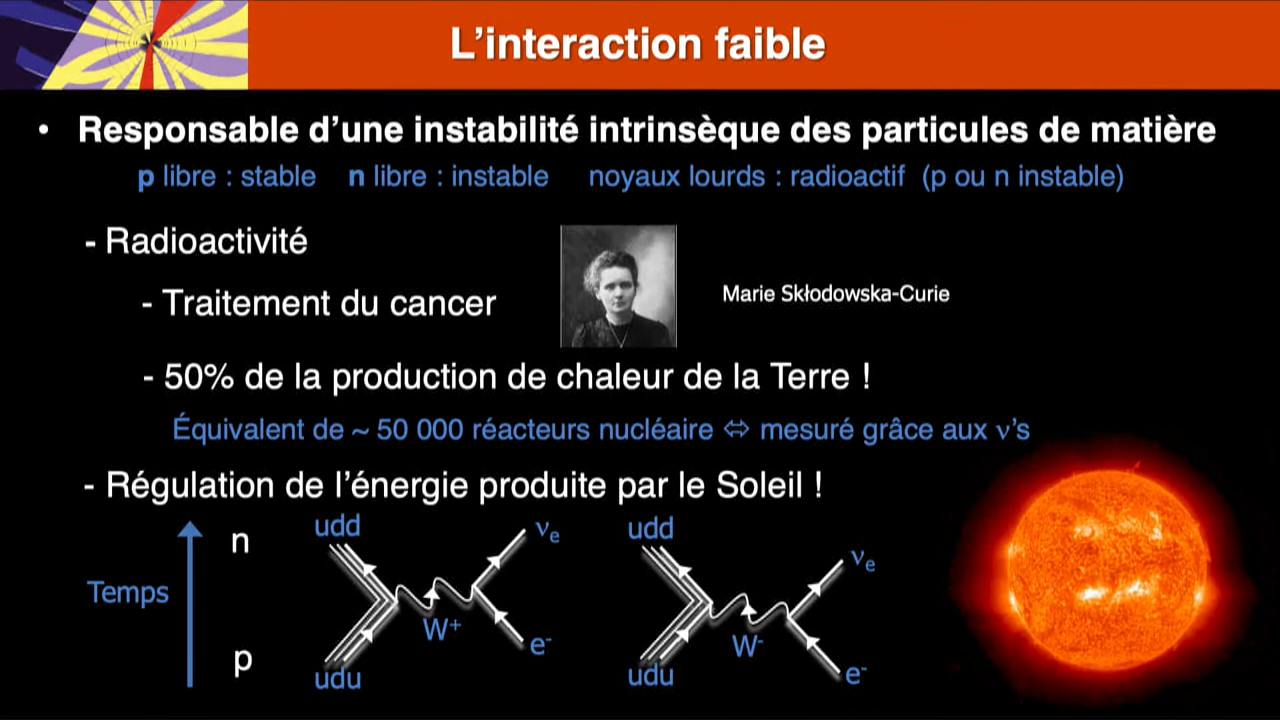 L'interaction faible
• Responsable d'une instabilité intrinsèque des particules de matière
p libre : stable n libre : instable noyaux lourds : radioactif (p ou n instable)
- Radioactivité
- Traitement du cancer
Marie Skłodowska-Curie
- 50% de la production de chaleur de la Terre !
Équivalent de ~ 50 000 réacteurs nucléaire ⇔ mesuré grâce aux ν's
- Régulation de l'énergie produite par le Soleil !
udd νe udd
n
νe
Temps
W+ W-
e- e-
p
udu udu